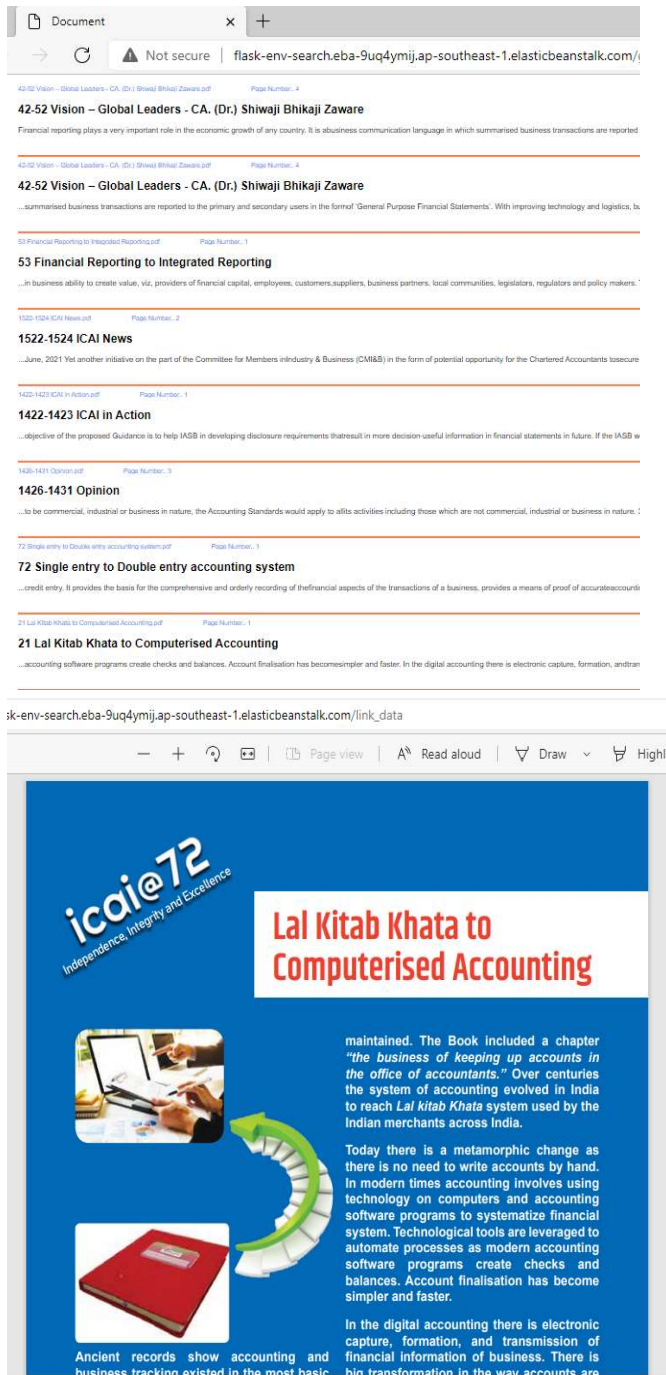 Document
Not secure | flask-env-search.eba-9uq4ymij.ap-southeast-1.elasticbeanstalk.com/
42-52 Vision – Global Leaders - CA. (Dr.) Shiwaji Bhikaji Zaware.pdf Page Number.. 4
42-52 Vision – Global Leaders - CA. (Dr.) Shiwaji Bhikaji Zaware
Financial reporting plays a very important role in the economic growth of any country. It is abusiness communication language in which summarised business transactions are reported
42-52 Vision – Global Leaders - CA. (Dr.) Shiwaji Bhikaji Zaware.pdf Page Number.. 4
42-52 Vision – Global Leaders - CA. (Dr.) Shiwaji Bhikaji Zaware
...summarised business transactions are reported to the primary and secondary users in the formof 'General Purpose Financial Statements'. With improving technology and logistics,
53 Financial Reporting to Integrated Reporting.pdf Page Number.. 1
53 Financial Reporting to Integrated Reporting
...in business ability to create value, viz, providers of financial capital, employees, customers,suppliers, business partners, local communities, legislators, regulators and policy makers.
1522-1524 ICAI News.pdf Page Number.. 2
1522-1524 ICAI News
...June, 2021 Yet another initiative on the part of the Committee for Members inIndustry & Business (CMI&B) in the form of potential opportunity for the Chartered Accountants tosecure
1422-1423 ICAI in Action.pdf Page Number.. 1
1422-1423 ICAI in Action
...objective of the proposed Guidance is to help IASB in developing disclosure requirements thatresult in more decision-useful information in financial statements in future. If the IASB w
1426-1431 Opinion.pdf Page Number.. 3
1426-1431 Opinion
...to be commercial, industrial or business in nature, the Accounting Standards would apply to allits activities including those which are not commercial, industrial or business in nature.
72 Single entry to Double entry accounting system.pdf Page Number.. 1
72 Single entry to Double entry accounting system
...credit entry. It provides the basis for the comprehensive and orderly recording of thefinancial aspects of the transactions of a business, provides a means of proof of accurateaccounti
21 Lal Kitab Khata to Computerised Accounting.pdf Page Number.. 1
21 Lal Kitab Khata to Computerised Accounting
...accounting software programs create checks and balances. Account finalisation has becomesimpler and faster. In the digital accounting there is electronic capture, formation, andtran
sk-env-search.eba-9uq4ymij.ap-southeast-1.elasticbeanstalk.com/link_data
Page view | Read aloud | Draw Highl
icai@72
Independence, Integrity and Excellence
Lal Kitab Khata to
Computerised Accounting
maintained. The Book included a chapter
"the business of keeping up accounts in
the office of accountants." Over centuries
the system of accounting evolved in India
to reach Lal kitab Khata system used by the
Indian merchants across India.
Today there is a metamorphic change as
there is no need to write accounts by hand.
In modern times accounting involves using
technology on computers and accounting
software programs to systematize financial
system. Technological tools are leveraged to
automate processes as modern accounting
software programs create checks and
balances. Account finalisation has become
simpler and faster.
In the digital accounting there is electronic
capture, formation, and transmission of
financial information of business. There is
big transformation in the way accounts are
Ancient records show accounting and
business tracking existed in the most basic